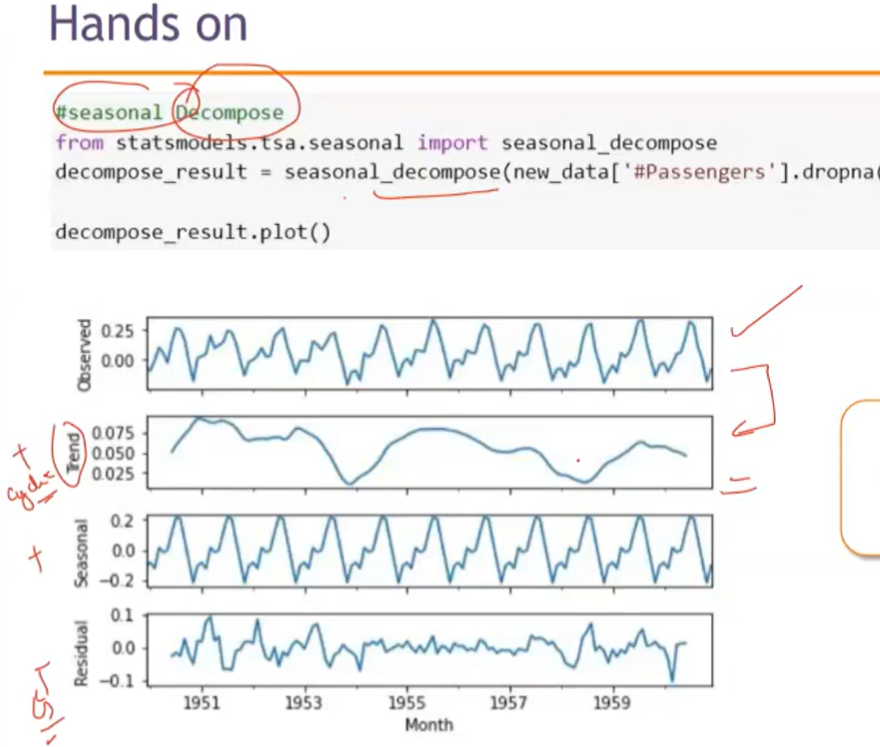 Hands on
#seasonal Decompose
from statsmodels.tsa.seasonal import seasonal_decompose
decompose_result = seasonal_decompose(new_data['#Passengers'].dropna(
decompose_result.plot()
Observed
0.25
0.00
Trend
0.075
0.050
0.025
+
cyclic
Seasonal
0.2
0.0
−0.2
+
Residual
0.1
0.0
−0.1
1951
1953
1955
1957
1959
Month